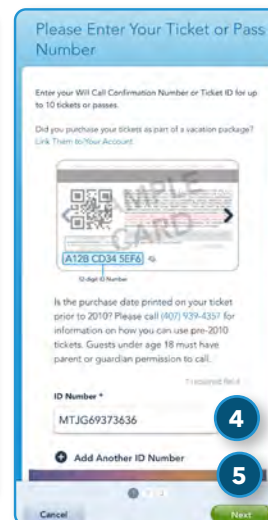 Please Enter Your Ticket or Pass
Number
Enter your Will Call Confirmation Number or Ticket ID for up
to 10 tickets or passes.
Did you purchase your tickets as part of a vacation package?
Link Them to Your Account
SAMPLE
CARD
A12B CD34 5EF6
12-digit ID Number
Is the purchase date printed on your ticket
prior to 2010? Please call (407) 939-4357 for
information on how you can use pre-2010
tickets. Guests under age 18 must have
parent or guardian permission to call.
* required field
ID Number *
MTJG69373636
4
Add Another ID Number
5
Cancel
Next